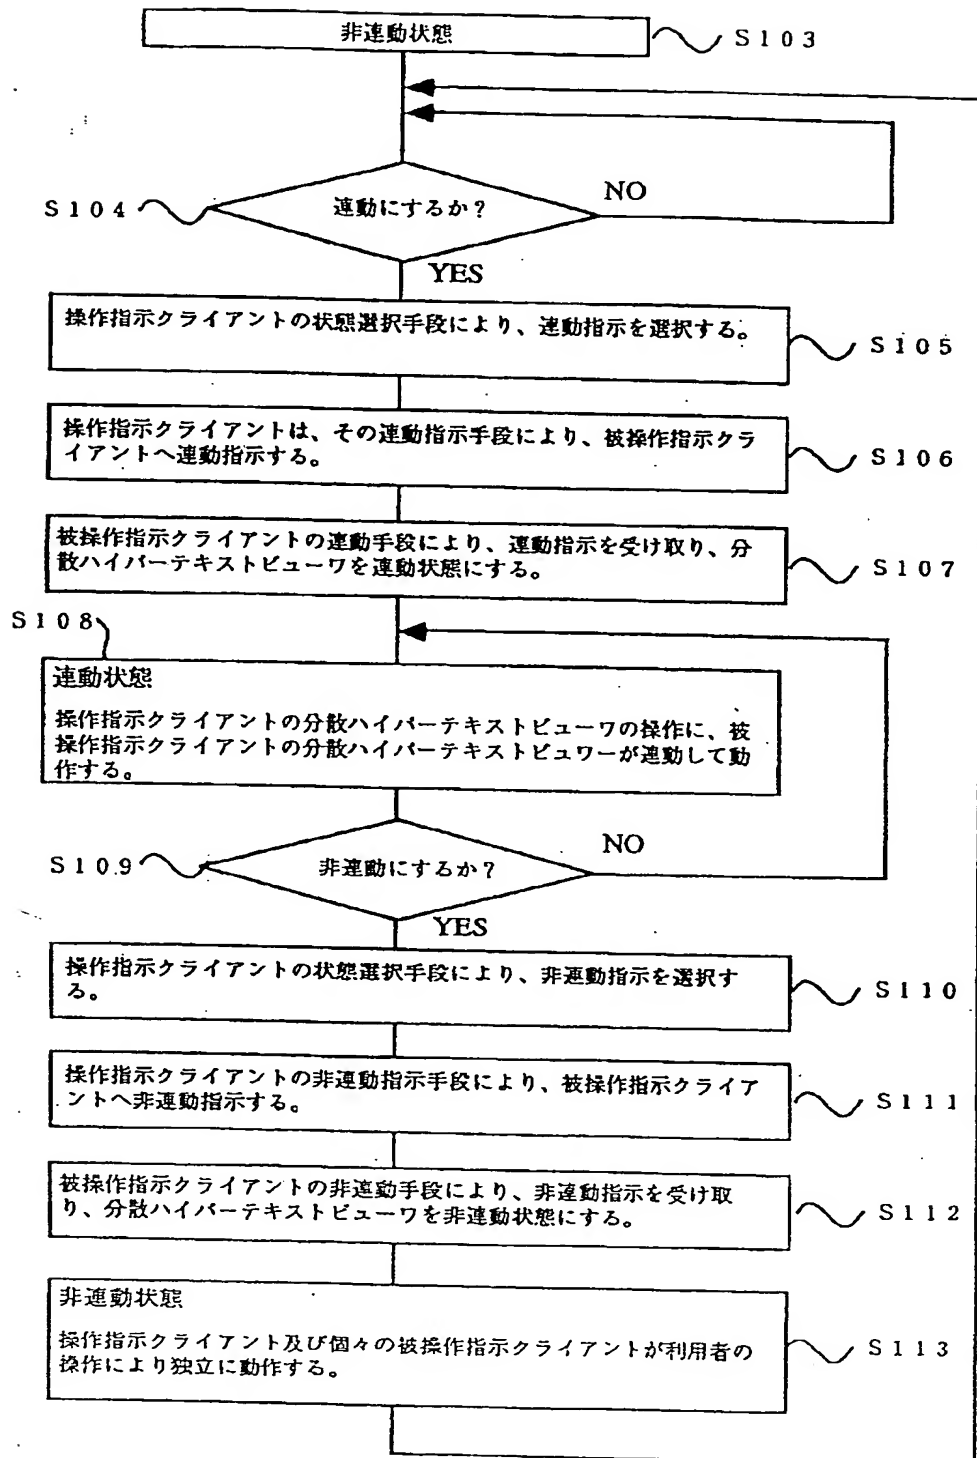 非連動状態
S103
S104
連動にするか?
NO
YES
操作指示クライアントの状態選択手段により、連動指示を選択する。
S105
操作指示クライアントは、その連動指示手段により、被操作指示クラ
イアントへ連動指示する。
S106
被操作指示クライアントの連動手段により、連動指示を受け取り、分
散ハイパーテキストビューワを連動状態にする。
S107
S108
連動状態
操作指示クライアントの分散ハイパーテキストビューワの操作に、被
操作指示クライアントの分散ハイパーテキストビュワーが連動して動
作する。
S109
非連動にするか?
NO
YES
操作指示クライアントの状態選択手段により、非連動指示を選択す
る。
S110
操作指示クライアントの非連動指示手段により、被操作指示クライア
ントへ非連動指示する。
S111
被操作指示クライアントの非連動手段により、非連動指示を受け取
り、分散ハイパーテキストビューワを非連動状態にする。
S112
非連動状態
操作指示クライアント及び個々の被操作指示クライアントが利用者の
操作により独立に動作する。
S113